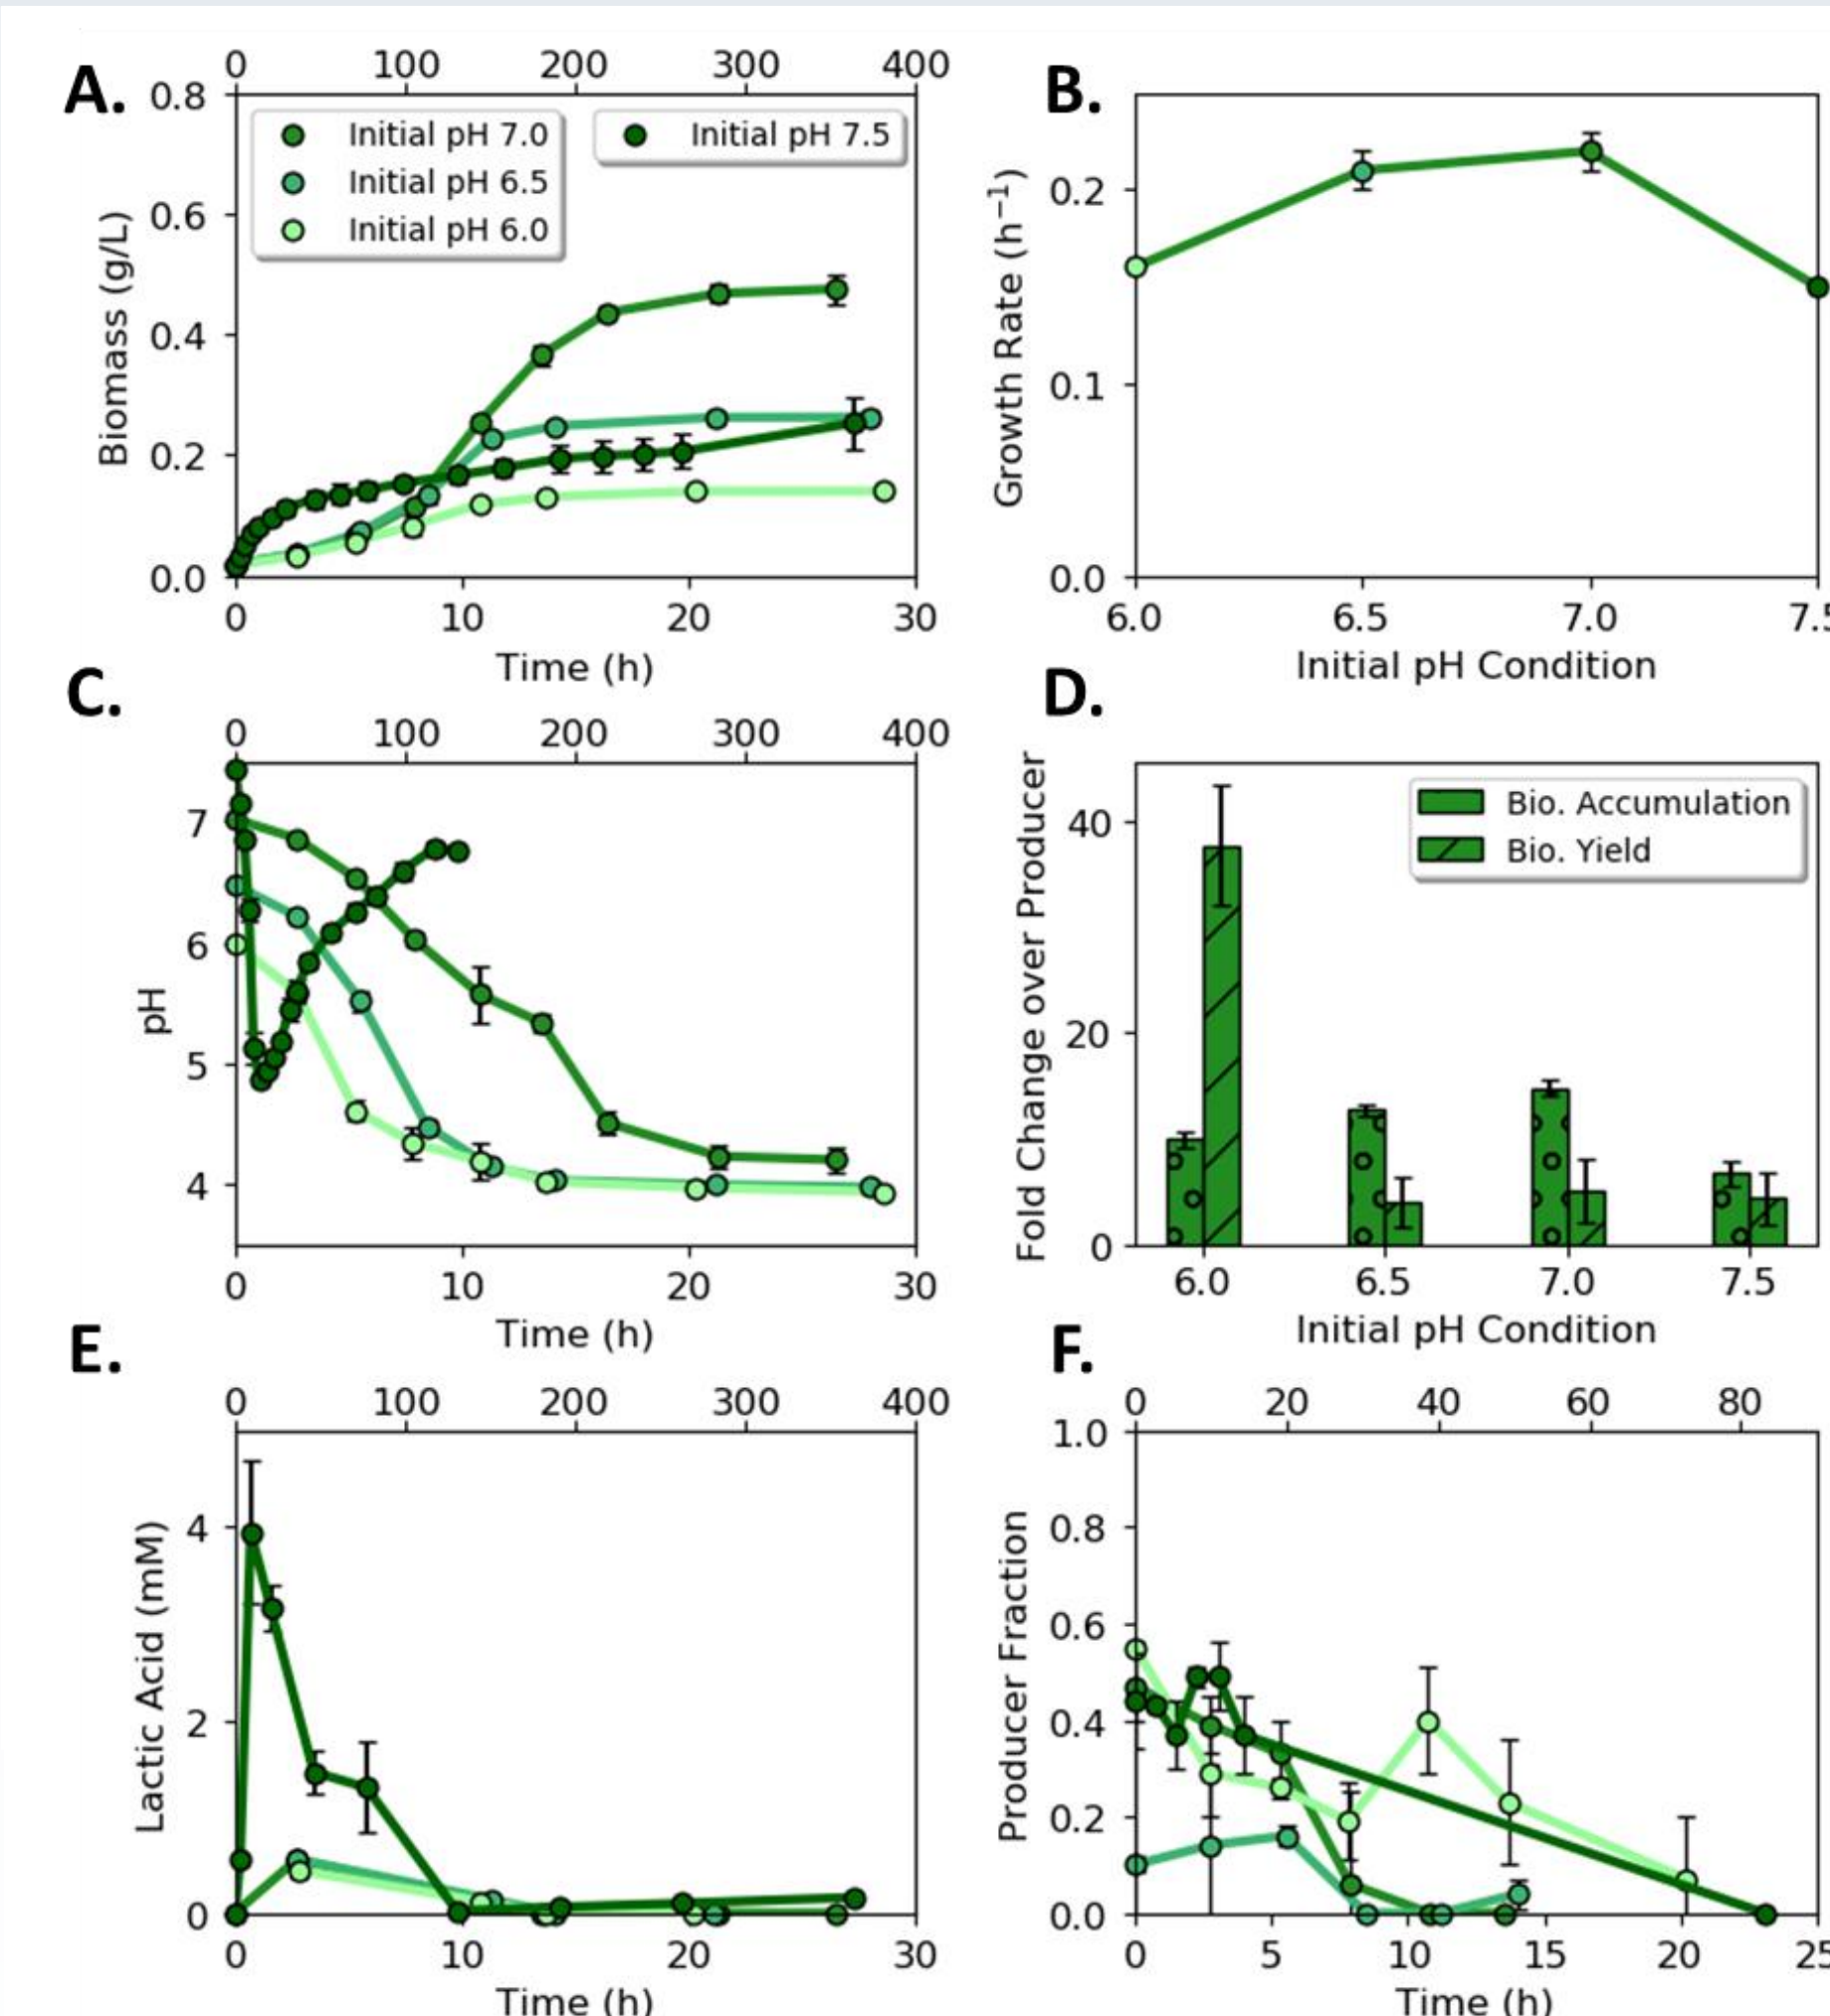 A.
0 100 200 300 400
0.8
0.6
0.4
0.2
0.0
Biomass (g/L)
Initial pH 7.0
Initial pH 6.5
Initial pH 6.0
Initial pH 7.5
0 10 20 30
Time (h)
B.
0.2
0.1
0.0
Growth Rate (h⁻¹)
6.0 6.5 7.0 7.5
Initial pH Condition
C.
0 100 200 300 400
7
6
5
4
pH
0 10 20 30
Time (h)
D.
40
20
0
Fold Change over Producer
Bio. Accumulation
Bio. Yield
6.0 6.5 7.0 7.5
Initial pH Condition
E.
0 100 200 300 400
4
2
0
Lactic Acid (mM)
0 10 20 30
Time (h)
F.
0 20 40 60 80
1.0
0.8
0.6
0.4
0.2
0.0
Producer Fraction
0 5 10 15 20 25
Time (h)